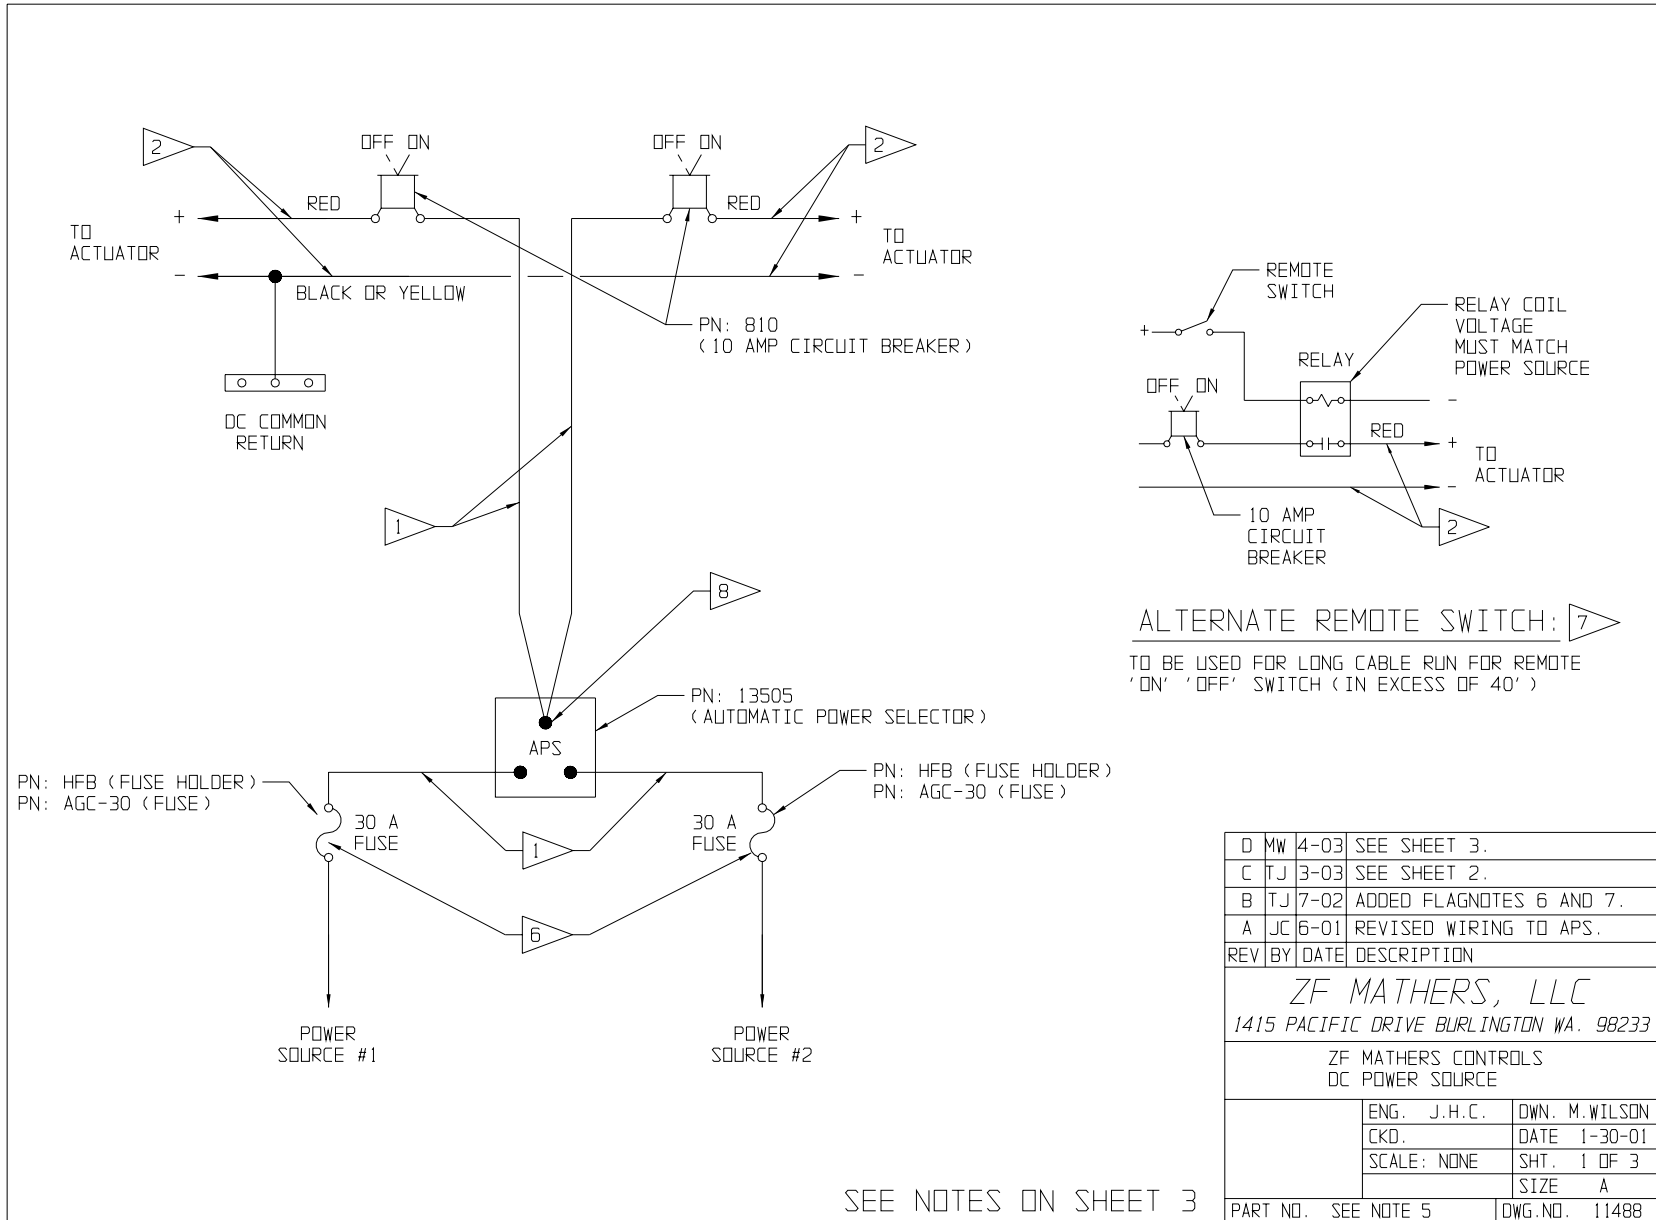 2
OFF ON
OFF ON
2
RED
RED
+
TO
ACTUATOR
-
+
TO
ACTUATOR
-
BLACK OR YELLOW
PN: 810
(10 AMP CIRCUIT BREAKER)
DC COMMON
RETURN
1
8
PN: 13505
(AUTOMATIC POWER SELECTOR)
APS
PN: HFB (FUSE HOLDER)
PN: AGC-30 (FUSE)
30 A
FUSE
1
30 A
FUSE
PN: HFB (FUSE HOLDER)
PN: AGC-30 (FUSE)
6
POWER
SOURCE #1
POWER
SOURCE #2
REMOTE
SWITCH
+
RELAY COIL
VOLTAGE
MUST MATCH
POWER SOURCE
RELAY
OFF ON
-
RED
+
TO
ACTUATOR
-
10 AMP
CIRCUIT
BREAKER
2
ALTERNATE REMOTE SWITCH: 7
TO BE USED FOR LONG CABLE RUN FOR REMOTE
'ON' 'OFF' SWITCH (IN EXCESS OF 40')
D MW 4-03 SEE SHEET 3.
C TJ 3-03 SEE SHEET 2.
B TJ 7-02 ADDED FLAGNOTES 6 AND 7.
A JC 6-01 REVISED WIRING TO APS.
REV BY DATE DESCRIPTION
ZF MATHERS, LLC
1415 PACIFIC DRIVE BURLINGTON WA. 98233
ZF MATHERS CONTROLS
DC POWER SOURCE
ENG. J.H.C. DWN. M.WILSON
CKD. DATE 1-30-01
SCALE: NONE SHT. 1 OF 3
SIZE A
PART NO. SEE NOTE 5 DWG.NO. 11488
SEE NOTES ON SHEET 3